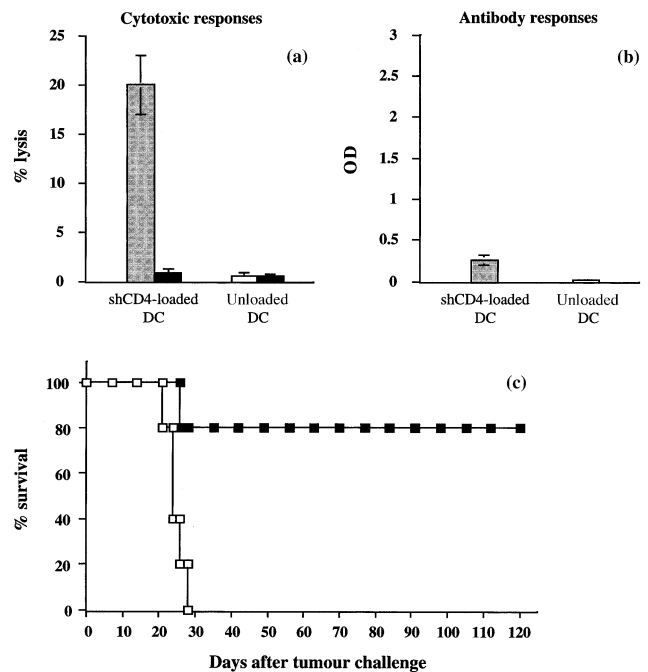 Cytotoxic responses
(a)
25
20
15
10
5
0
% lysis
shCD4-loaded
DC
Unloaded
DC
Antibody responses
(b)
3
2.5
2
1.5
1
0.5
0
OD
shCD4-loaded
DC
Unloaded
DC
(c)
100
80
60
40
20
0
% survival
0 10 20 30 40 50 60 70 80 90 100 110 120
Days after tumour challenge